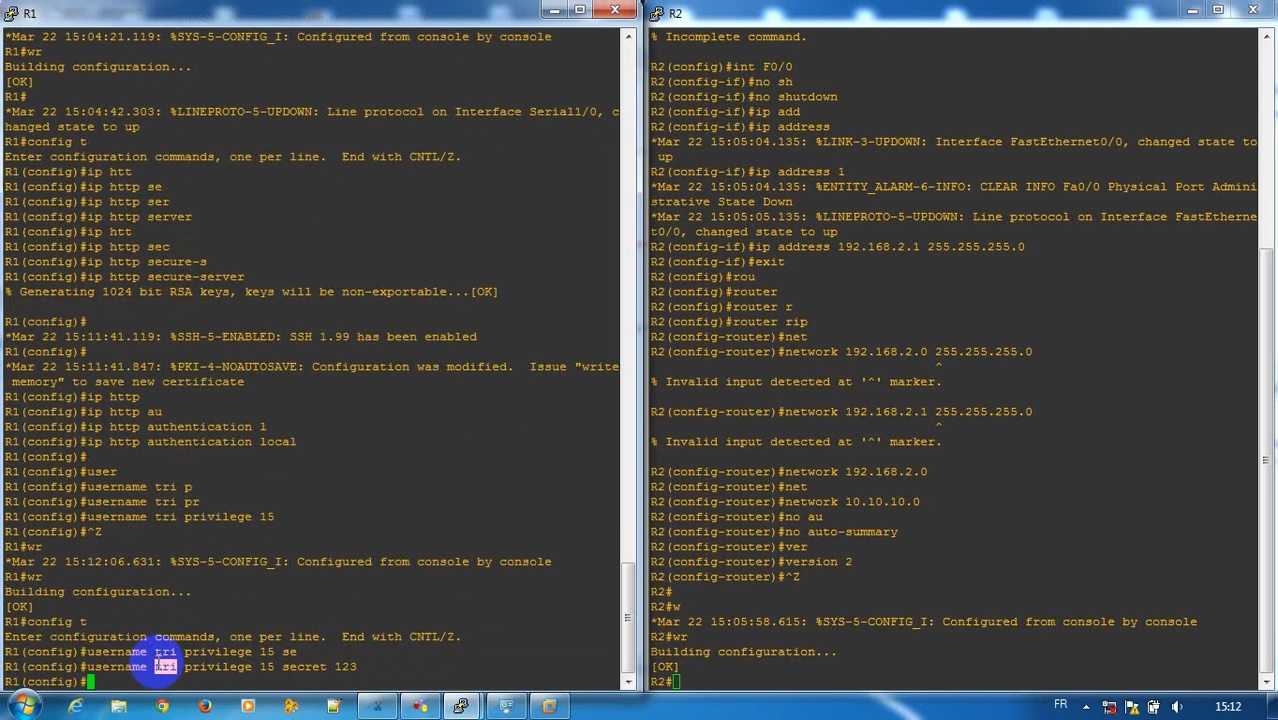 R1
*Mar 22 15:04:21.119: %SYS-5-CONFIG_I: Configured from console by console
R1#wr
Building configuration...
[OK]
R1#
*Mar 22 15:04:42.303: %LINEPROTO-5-UPDOWN: Line protocol on Interface Serial1/0, c
hanged state to up
R1#config t
Enter configuration commands, one per line.  End with CNTL/Z.
R1(config)#ip htt
R1(config)#ip http se
R1(config)#ip http ser
R1(config)#ip http server
R1(config)#ip htt
R1(config)#ip http sec
R1(config)#ip http secure-s
R1(config)#ip http secure-server
% Generating 1024 bit RSA keys, keys will be non-exportable...[OK]
R1(config)#
*Mar 22 15:11:41.119: %SSH-5-ENABLED: SSH 1.99 has been enabled
R1(config)#
*Mar 22 15:11:41.847: %PKI-4-NOAUTOSAVE: Configuration was modified.  Issue "write
 memory" to save new certificate
R1(config)#ip http
R1(config)#ip http au
R1(config)#ip http authentication l
R1(config)#ip http authentication local
R1(config)#
R1(config)#user
R1(config)#username tri p
R1(config)#username tri pr
R1(config)#username tri privilege 15
R1(config)#^Z
R1#wr
*Mar 22 15:12:06.631: %SYS-5-CONFIG_I: Configured from console by console
R1#wr
Building configuration...
[OK]
R1#config t
Enter configuration commands, one per line.  End with CNTL/Z.
R1(config)#username tri privilege 15 se
R1(config)#username tri privilege 15 secret 123
R1(config)#
R2
% Incomplete command.
R2(config)#int F0/0
R2(config-if)#no sh
R2(config-if)#no shutdown
R2(config-if)#ip add
R2(config-if)#ip address
*Mar 22 15:05:04.135: %LINK-3-UPDOWN: Interface FastEthernet0/0, changed state to
 up
R2(config-if)#ip address 1
*Mar 22 15:05:04.135: %ENTITY_ALARM-6-INFO: CLEAR INFO Fa0/0 Physical Port Admini
strative State Down
*Mar 22 15:05:05.135: %LINEPROTO-5-UPDOWN: Line protocol on Interface FastEtherne
t0/0, changed state to up
R2(config-if)#ip address 192.168.2.1 255.255.255.0
R2(config-if)#exit
R2(config)#rou
R2(config)#router
R2(config)#router r
R2(config)#router rip
R2(config-router)#net
R2(config-router)#network 192.168.2.0 255.255.255.0
^
% Invalid input detected at '^' marker.
R2(config-router)#network 192.168.2.1 255.255.255.0
^
% Invalid input detected at '^' marker.
R2(config-router)#network 192.168.2.0
R2(config-router)#net
R2(config-router)#network 10.10.10.0
R2(config-router)#no au
R2(config-router)#no auto-summary
R2(config-router)#ver
R2(config-router)#version 2
R2(config-router)#^Z
R2#
R2#w
*Mar 22 15:05:58.615: %SYS-5-CONFIG_I: Configured from console by console
R2#wr
Building configuration...
[OK]
R2#
FR
15:12